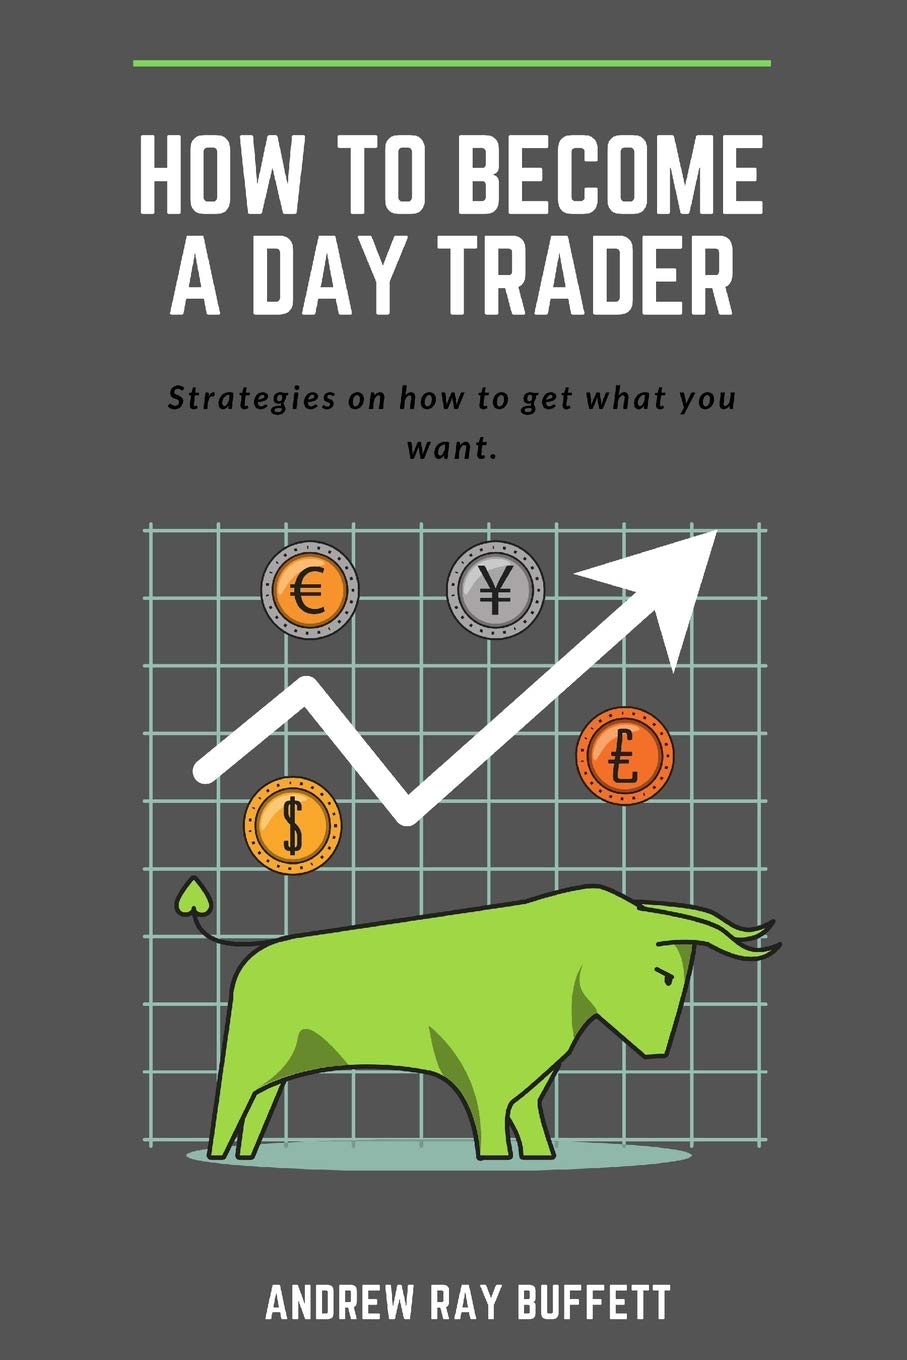 HOW TO BECOME
A DAY TRADER
Strategies on how to get what you
want.
€
¥
£
$
ANDREW RAY BUFFETT